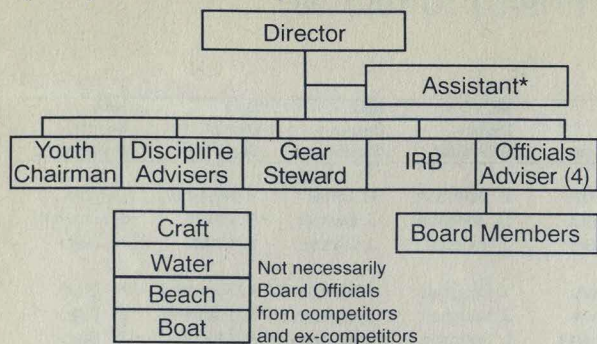 Director
Assistant*
Youth Chairman
Discipline Advisers
Gear Steward
IRB
Officials Adviser (4)
Craft
Water
Beach
Boat
Not necessarily
Board Officials
from competitors
and ex-competitors
Board Members